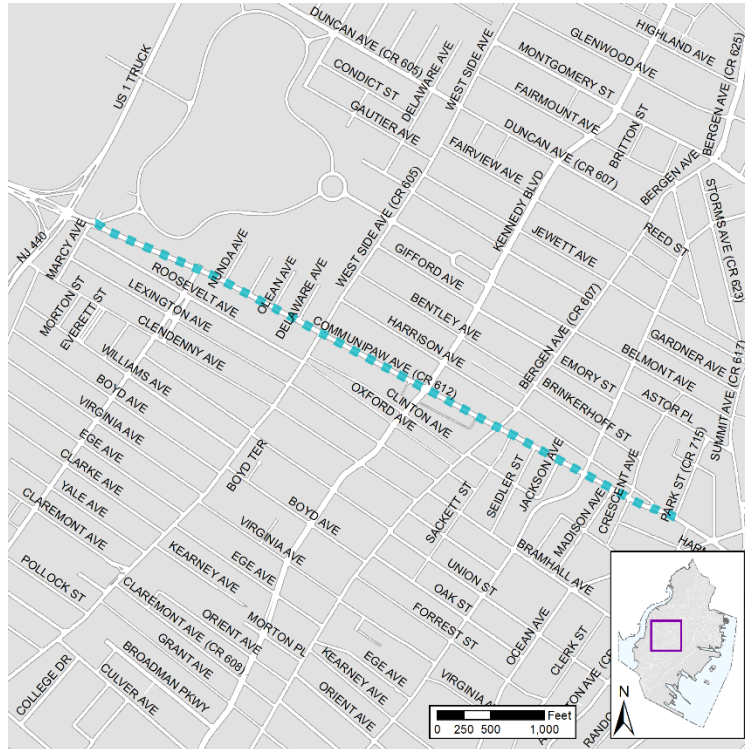 HIGHLAND AVE
DUNCAN AVE (CR 605)
DELAWARE AVE
WEST SIDE AVE
GLENWOOD AVE
BERGEN AVE (CR 625)
US 1 TRUCK
MONTGOMERY ST
CONDICT ST
FAIRMOUNT AVE
GAUTIER AVE
BRITTON ST
FAIRVIEW AVE
DUNCAN AVE (CR 607)
BERGEN AVE
STORMS AVE (CR 623)
KENNEDY BLVD
WEST SIDE AVE (CR 605)
REED ST
NJ 440
MARCY AVE
NUNDA AVE
GIFFORD AVE
JEWETT AVE
ROOSEVELT AVE
OLEAN AVE
DELAWARE AVE
BENTLEY AVE
BERGEN AVE (CR 607)
MORTON ST
LEXINGTON AVE
EVERETT ST
CLENDENNY AVE
COMMUNIPAW AVE (CR 612)
HARRISON AVE
GARDNER AVE
BELMONT AVE
EMORY ST
SUMMIT AVE (CR 617)
WILLIAMS AVE
ASTOR PL
BRINKERHOFF ST
BOYD AVE
CLINTON AVE
OXFORD AVE
VIRGINIA AVE
EGE AVE
BOYD TER
PARK ST (CR 715)
CLARKE AVE
SEIDLER ST
JACKSON AVE
CRESCENT AVE
YALE AVE
SACKETT ST
MADISON AVE
CLAREMONT AVE
BOYD AVE
VIRGINIA AVE
BRAMHALL AVE
KEARNEY AVE
EGE AVE
UNION ST
POLLOCK ST
OAK ST
CLAREMONT AVE (CR 608)
ORIENT AVE
MORTON PL
FORREST ST
OCEAN AVE
CLERK ST
GRANT AVE
KEARNEY AVE
EGE AVE
BROADMAN PKWY
COLLEGE DR
CULVER AVE
ORIENT AVE
VIRGINIA
N
Feet
0 250 500 1,000